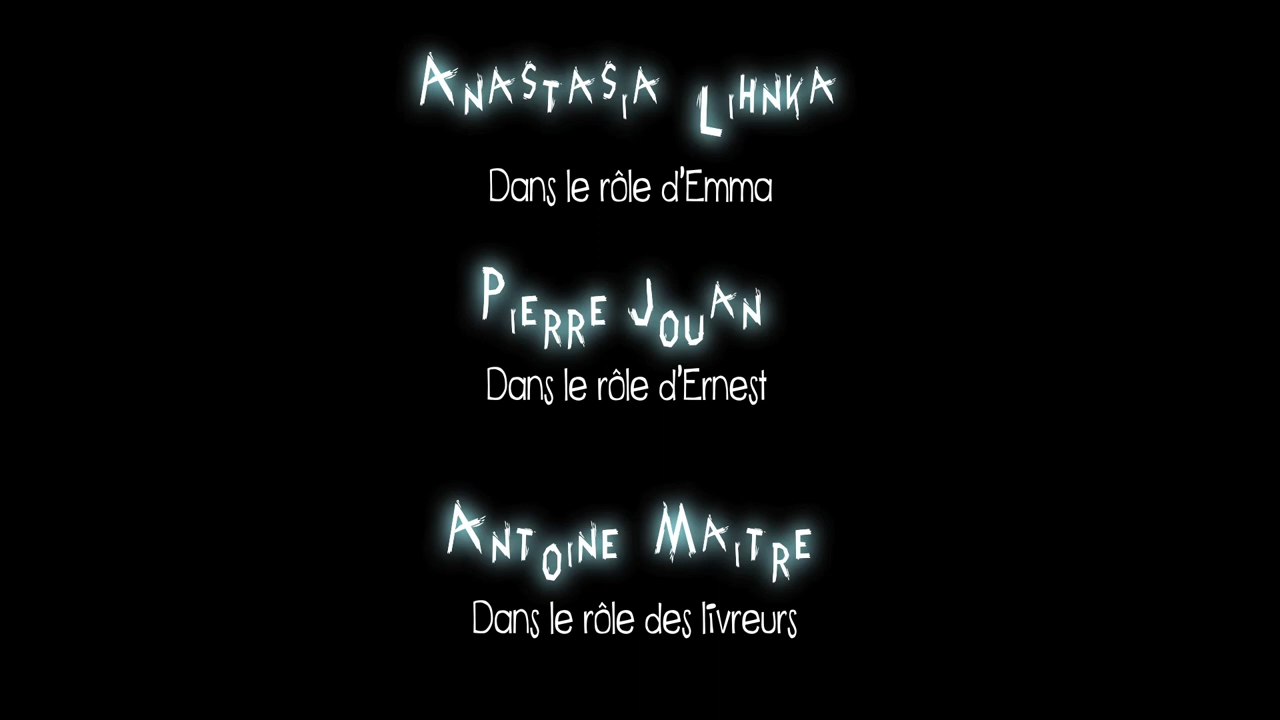 Anastasia Lihnka
Dans le rôle d'Emma
Pierre Jouan
Dans le rôle d'Ernest
Antoine Maitre
Dans le rôle des livreurs